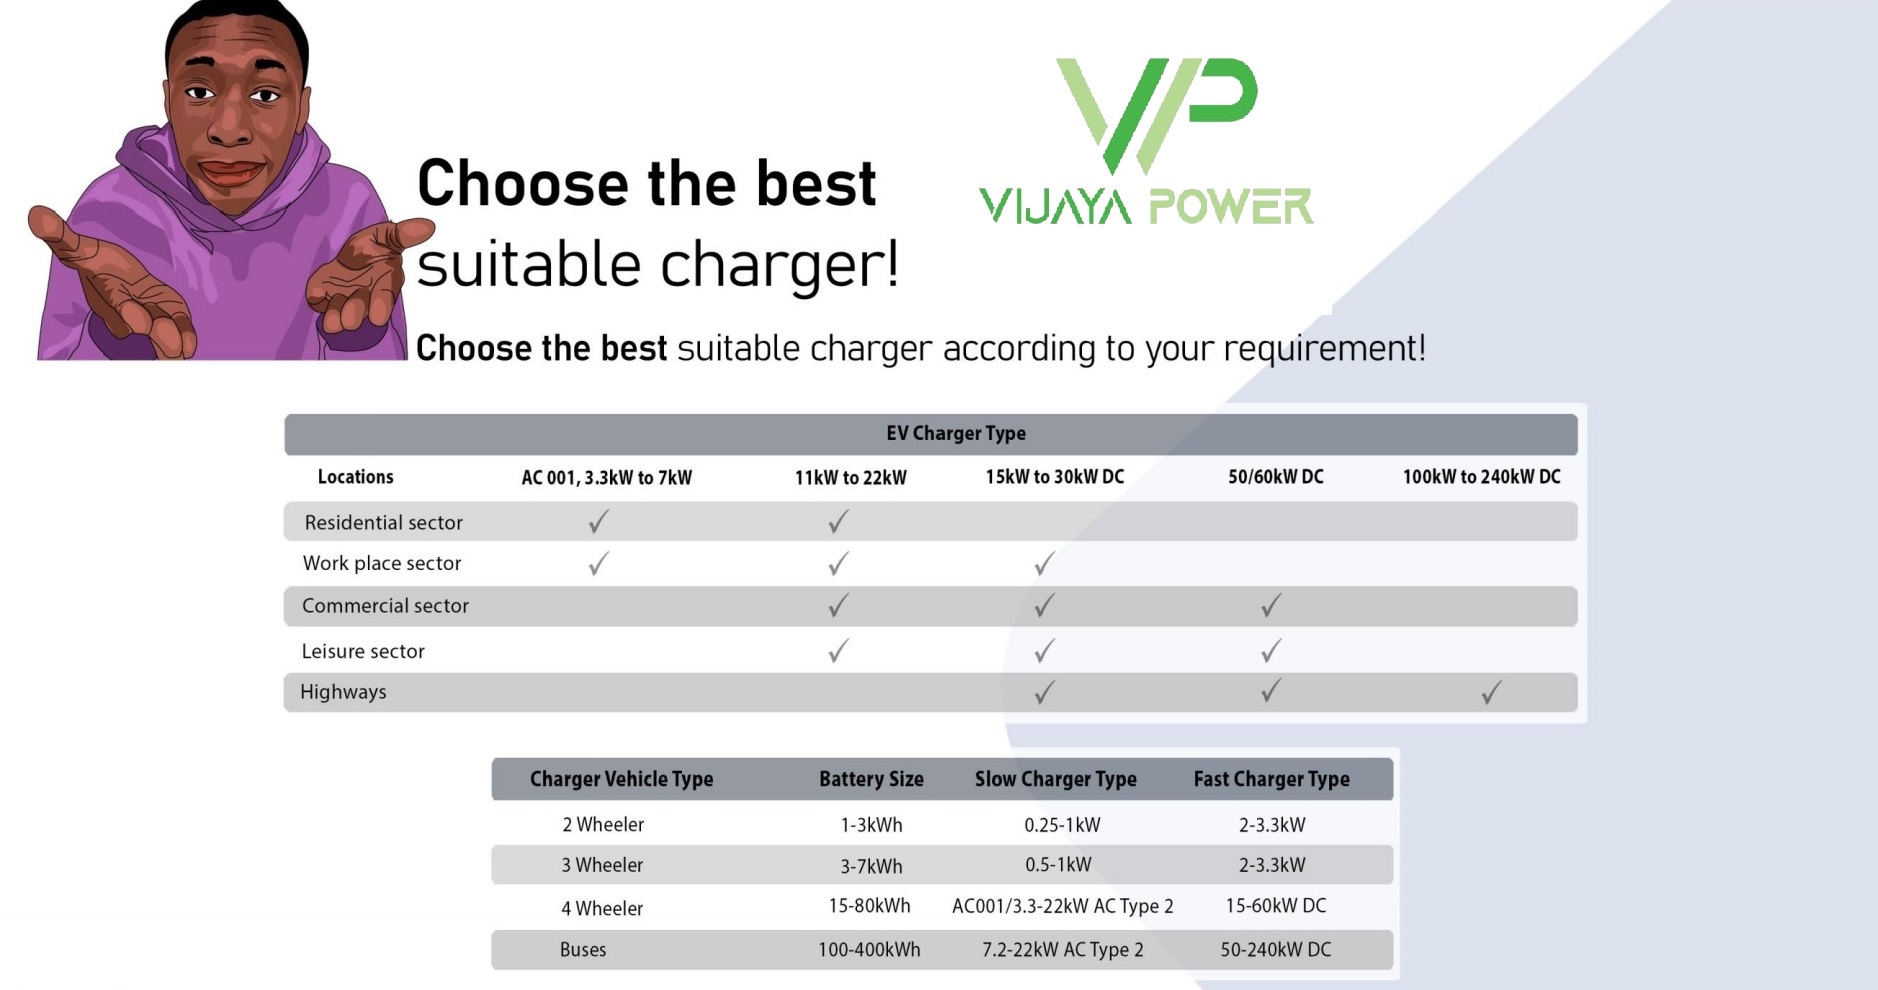 VIJAYA POWER
Choose the best
suitable charger!
Choose the best suitable charger according to your requirement!
EV Charger Type
Locations AC 001, 3.3kW to 7kW 11kW to 22kW 15kW to 30kW DC 50/60kW DC 100kW to 240kW DC
Residential sector ✓ ✓
Work place sector ✓ ✓ ✓
Commercial sector ✓ ✓ ✓
Leisure sector ✓ ✓ ✓
Highways ✓ ✓ ✓
Charger Vehicle Type Battery Size Slow Charger Type Fast Charger Type
2 Wheeler 1-3kWh 0.25-1kW 2-3.3kW
3 Wheeler 3-7kWh 0.5-1kW 2-3.3kW
4 Wheeler 15-80kWh AC001/3.3-22kW AC Type 2 15-60kW DC
Buses 100-400kWh 7.2-22kW AC Type 2 50-240kW DC